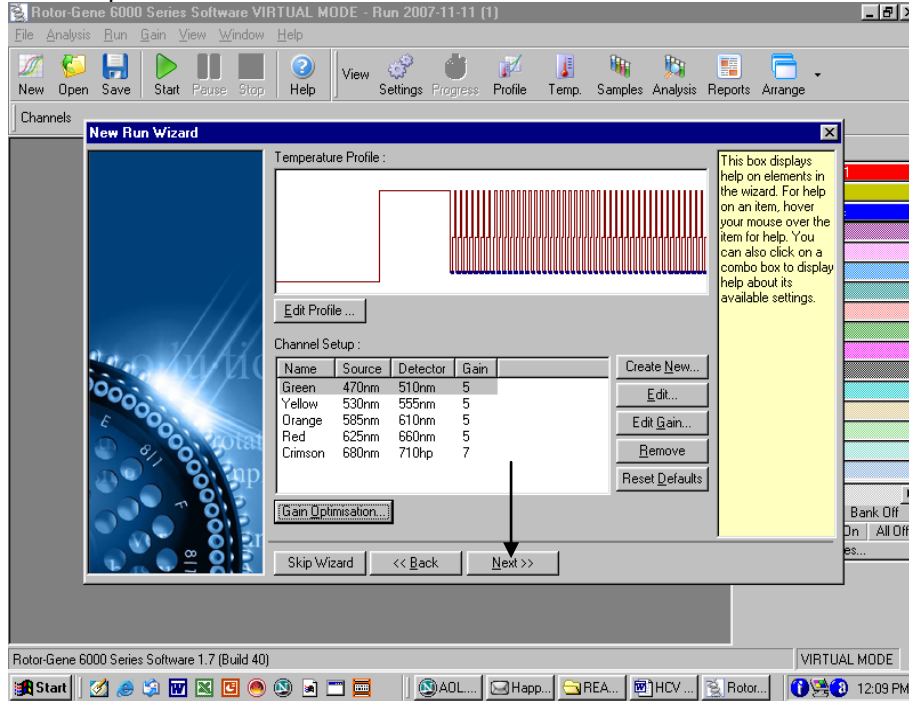 Rotor-Gene 6000 Series Software VIRTUAL MODE - Run 2007-11-11 (1)
File Analysis Run Gain View Window Help
New Open Save Start Pause Stop Help View Settings Progress Profile Temp. Samples Analysis Reports Arrange
Channels
New Run Wizard
Temperature Profile :
This box displays
help on elements in
the wizard. For help
on an item, hover
your mouse over the
item for help. You
can also click on a
combo box to display
help about its
available settings.
Edit Profile ...
Channel Setup :
Name Source Detector Gain
Green 470nm 510nm 5
Yellow 530nm 555nm 5
Orange 585nm 610nm 5
Red 625nm 660nm 5
Crimson 680nm 710hp 7
Create New...
Edit...
Edit Gain...
Remove
Reset Defaults
Gain Optimisation...
Skip Wizard << Back Next >>
Bank Off
On All Off
es...
Rotor-Gene 6000 Series Software 1.7 (Build 40) VIRTUAL MODE
Start AOL... Happ... REA... HCV ... Rotor... 12:09 PM